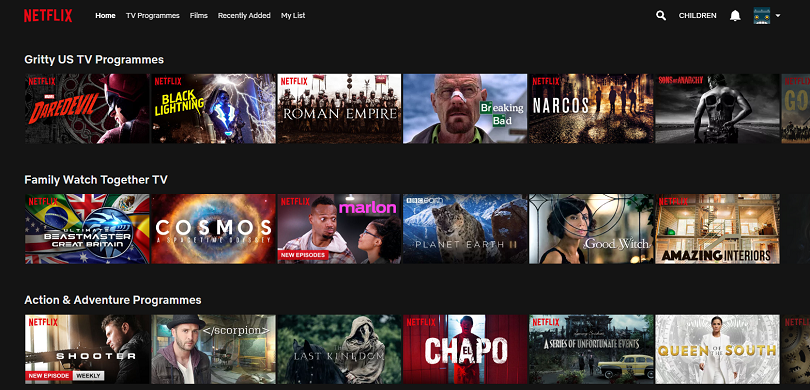 NETFLIX
Home TV Programmes Films Recently Added My List CHILDREN
Gritty US TV Programmes
NETFLIX
MARVEL
DAREDEVIL
NETFLIX
BLACK LIGHTNING
NETFLIX
ROMAN EMPIRE
Breaking
Bad
NETFLIX
NARCOS
SONS OF ANARCHY
NETFLIX
GO
Family Watch Together TV
ULTIMATE
BEASTMASTER
GREAT BRITAIN
COSMOS
A SPACETIME ODYSSEY
NETFLIX
marlon
NEW EPISODES
BBC earth
PLANET EARTH II
Good Witch
NETFLIX
AMAZING INTERIORS
Action & Adventure Programmes
NETFLIX
SHOOTER
NEW EPISODE WEEKLY
</scorpion>
THE
LAST KINGDOM
NETFLIX
EL
CHAPO
NETFLIX
A SERIES OF UNFORTUNATE EVENTS
QUEEN OF THE SOUTH